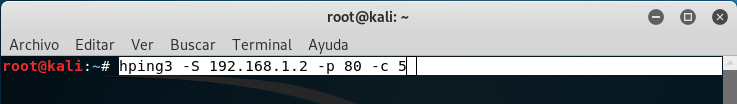 root@kali: ~
Archivo Editar Ver Buscar Terminal Ayuda
root@kali:~# hping3 -S 192.168.1.2 -p 80 -c 5